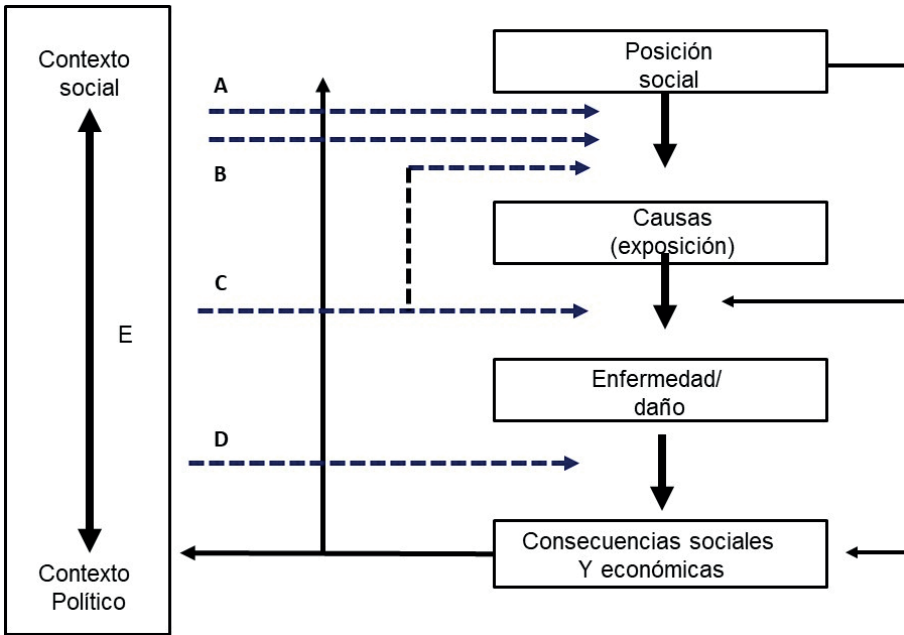 Contexto
social
E
Contexto
Político
A
B
C
D
Posición
social
Causas
(exposición)
Enfermedad/
daño
Consecuencias sociales
Y económicas